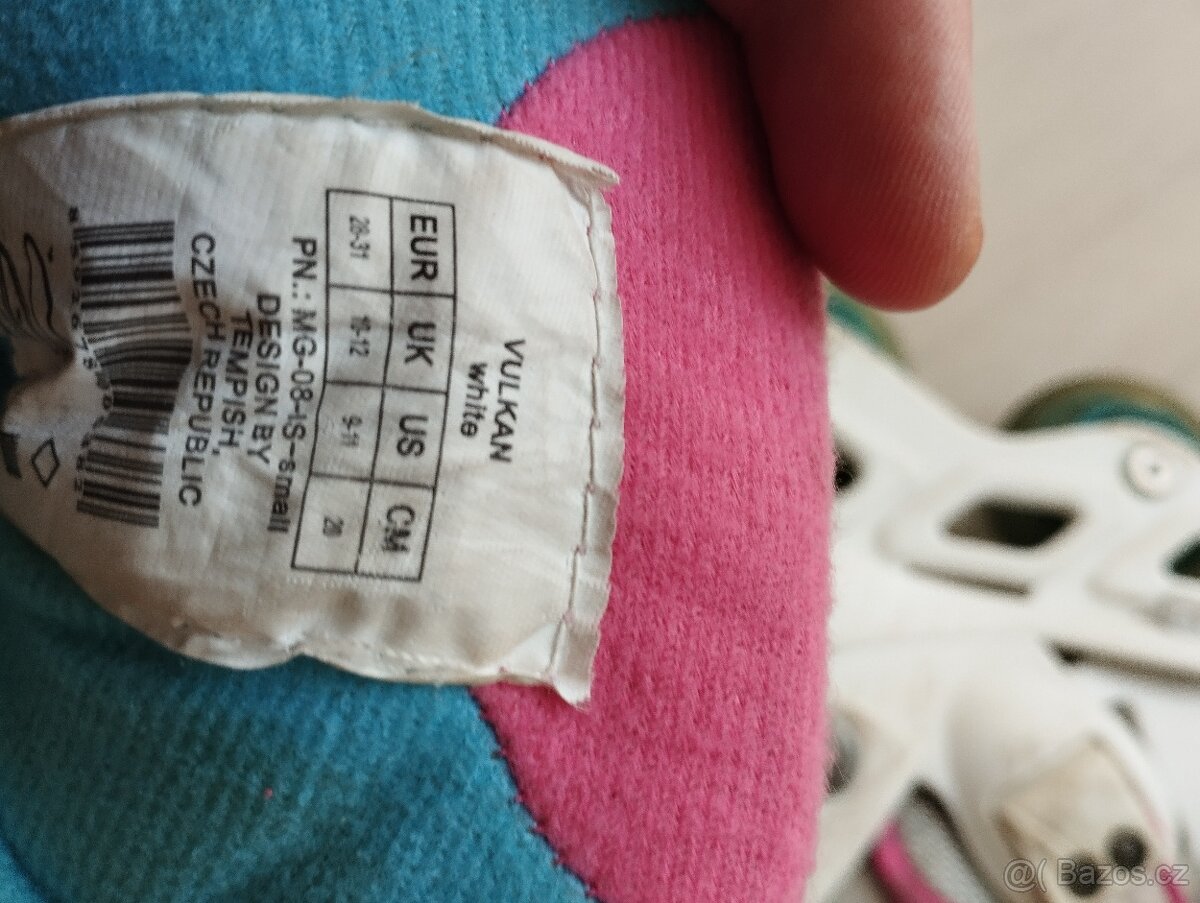 VULKAN
white
EUR UK US CM
28-31 10-12 9-11
PN.: MG-08-IS-small
DESIGN BY
TEMPISH,
CZECH REPUBLIC
@( Bazos.cz